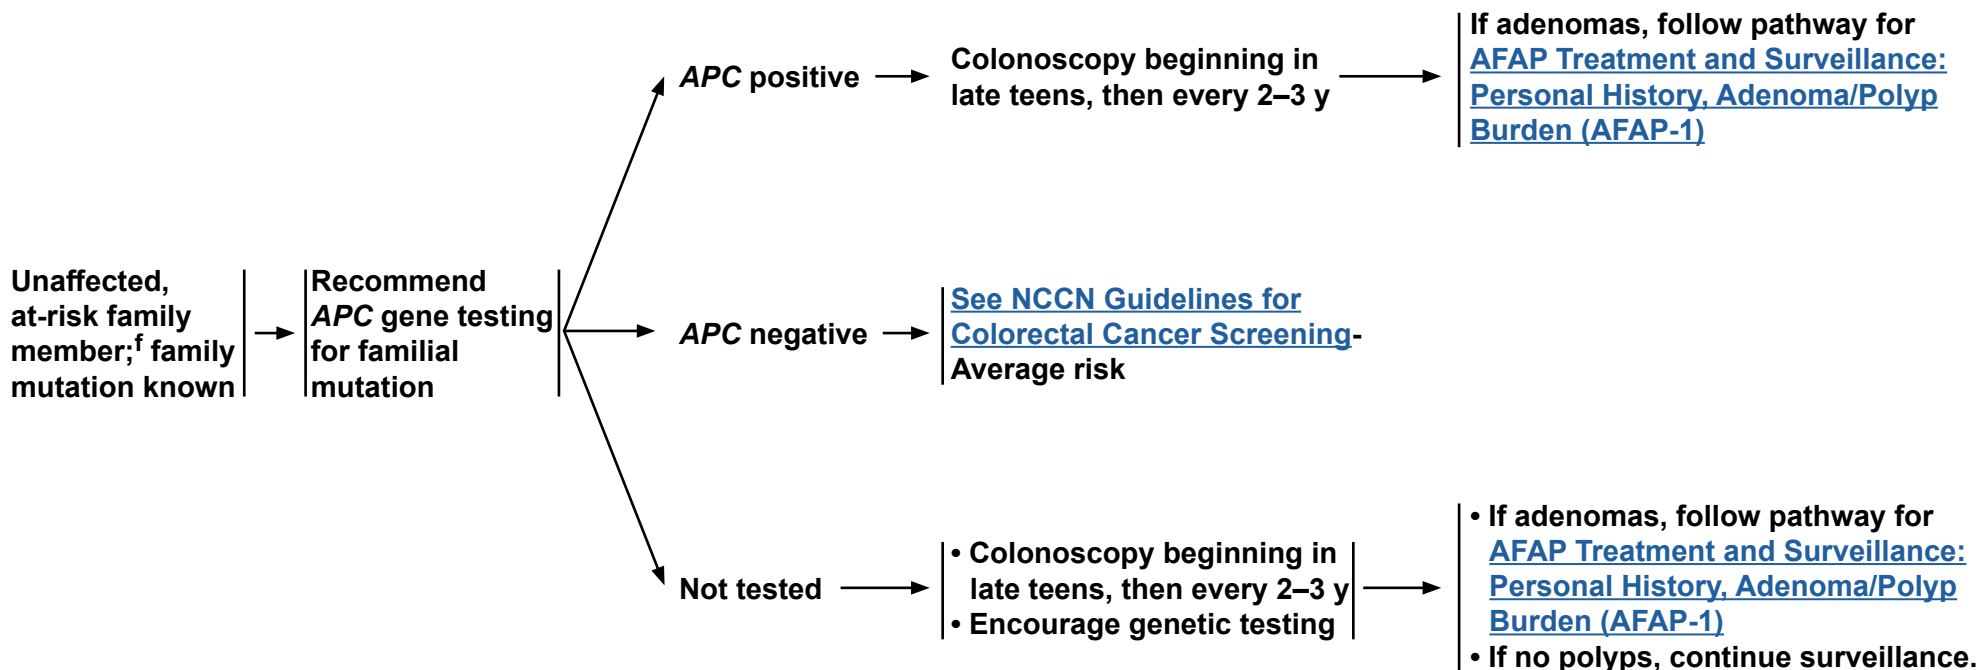 Unaffected,
at-risk family
member;f family
mutation known
Recommend
APC gene testing
for familial
mutation
APC positive
Colonoscopy beginning in
late teens, then every 2–3 y
If adenomas, follow pathway for
AFAP Treatment and Surveillance:
Personal History, Adenoma/Polyp
Burden (AFAP-1)
APC negative
See NCCN Guidelines for
Colorectal Cancer Screening-
Average risk
Not tested
• Colonoscopy beginning in
late teens, then every 2–3 y
• Encourage genetic testing
• If adenomas, follow pathway for
AFAP Treatment and Surveillance:
Personal History, Adenoma/Polyp
Burden (AFAP-1)
• If no polyps, continue surveillance.